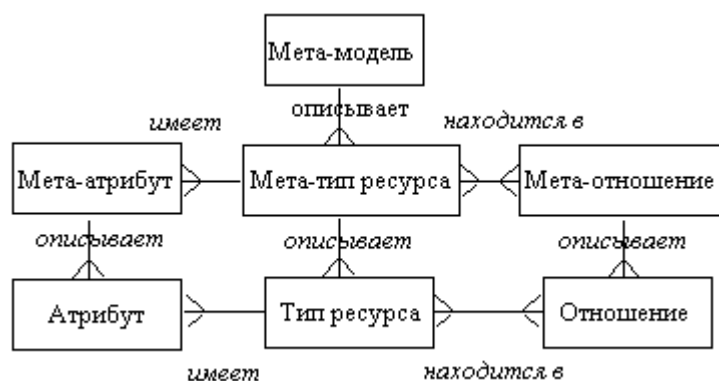 Мета-модель
описывает
имеет
находится в
Мета-атрибут
Мета-тип ресурса
Мета-отношение
описывает
описывает
описывает
Атрибут
Тип ресурса
Отношение
имеет
находится в